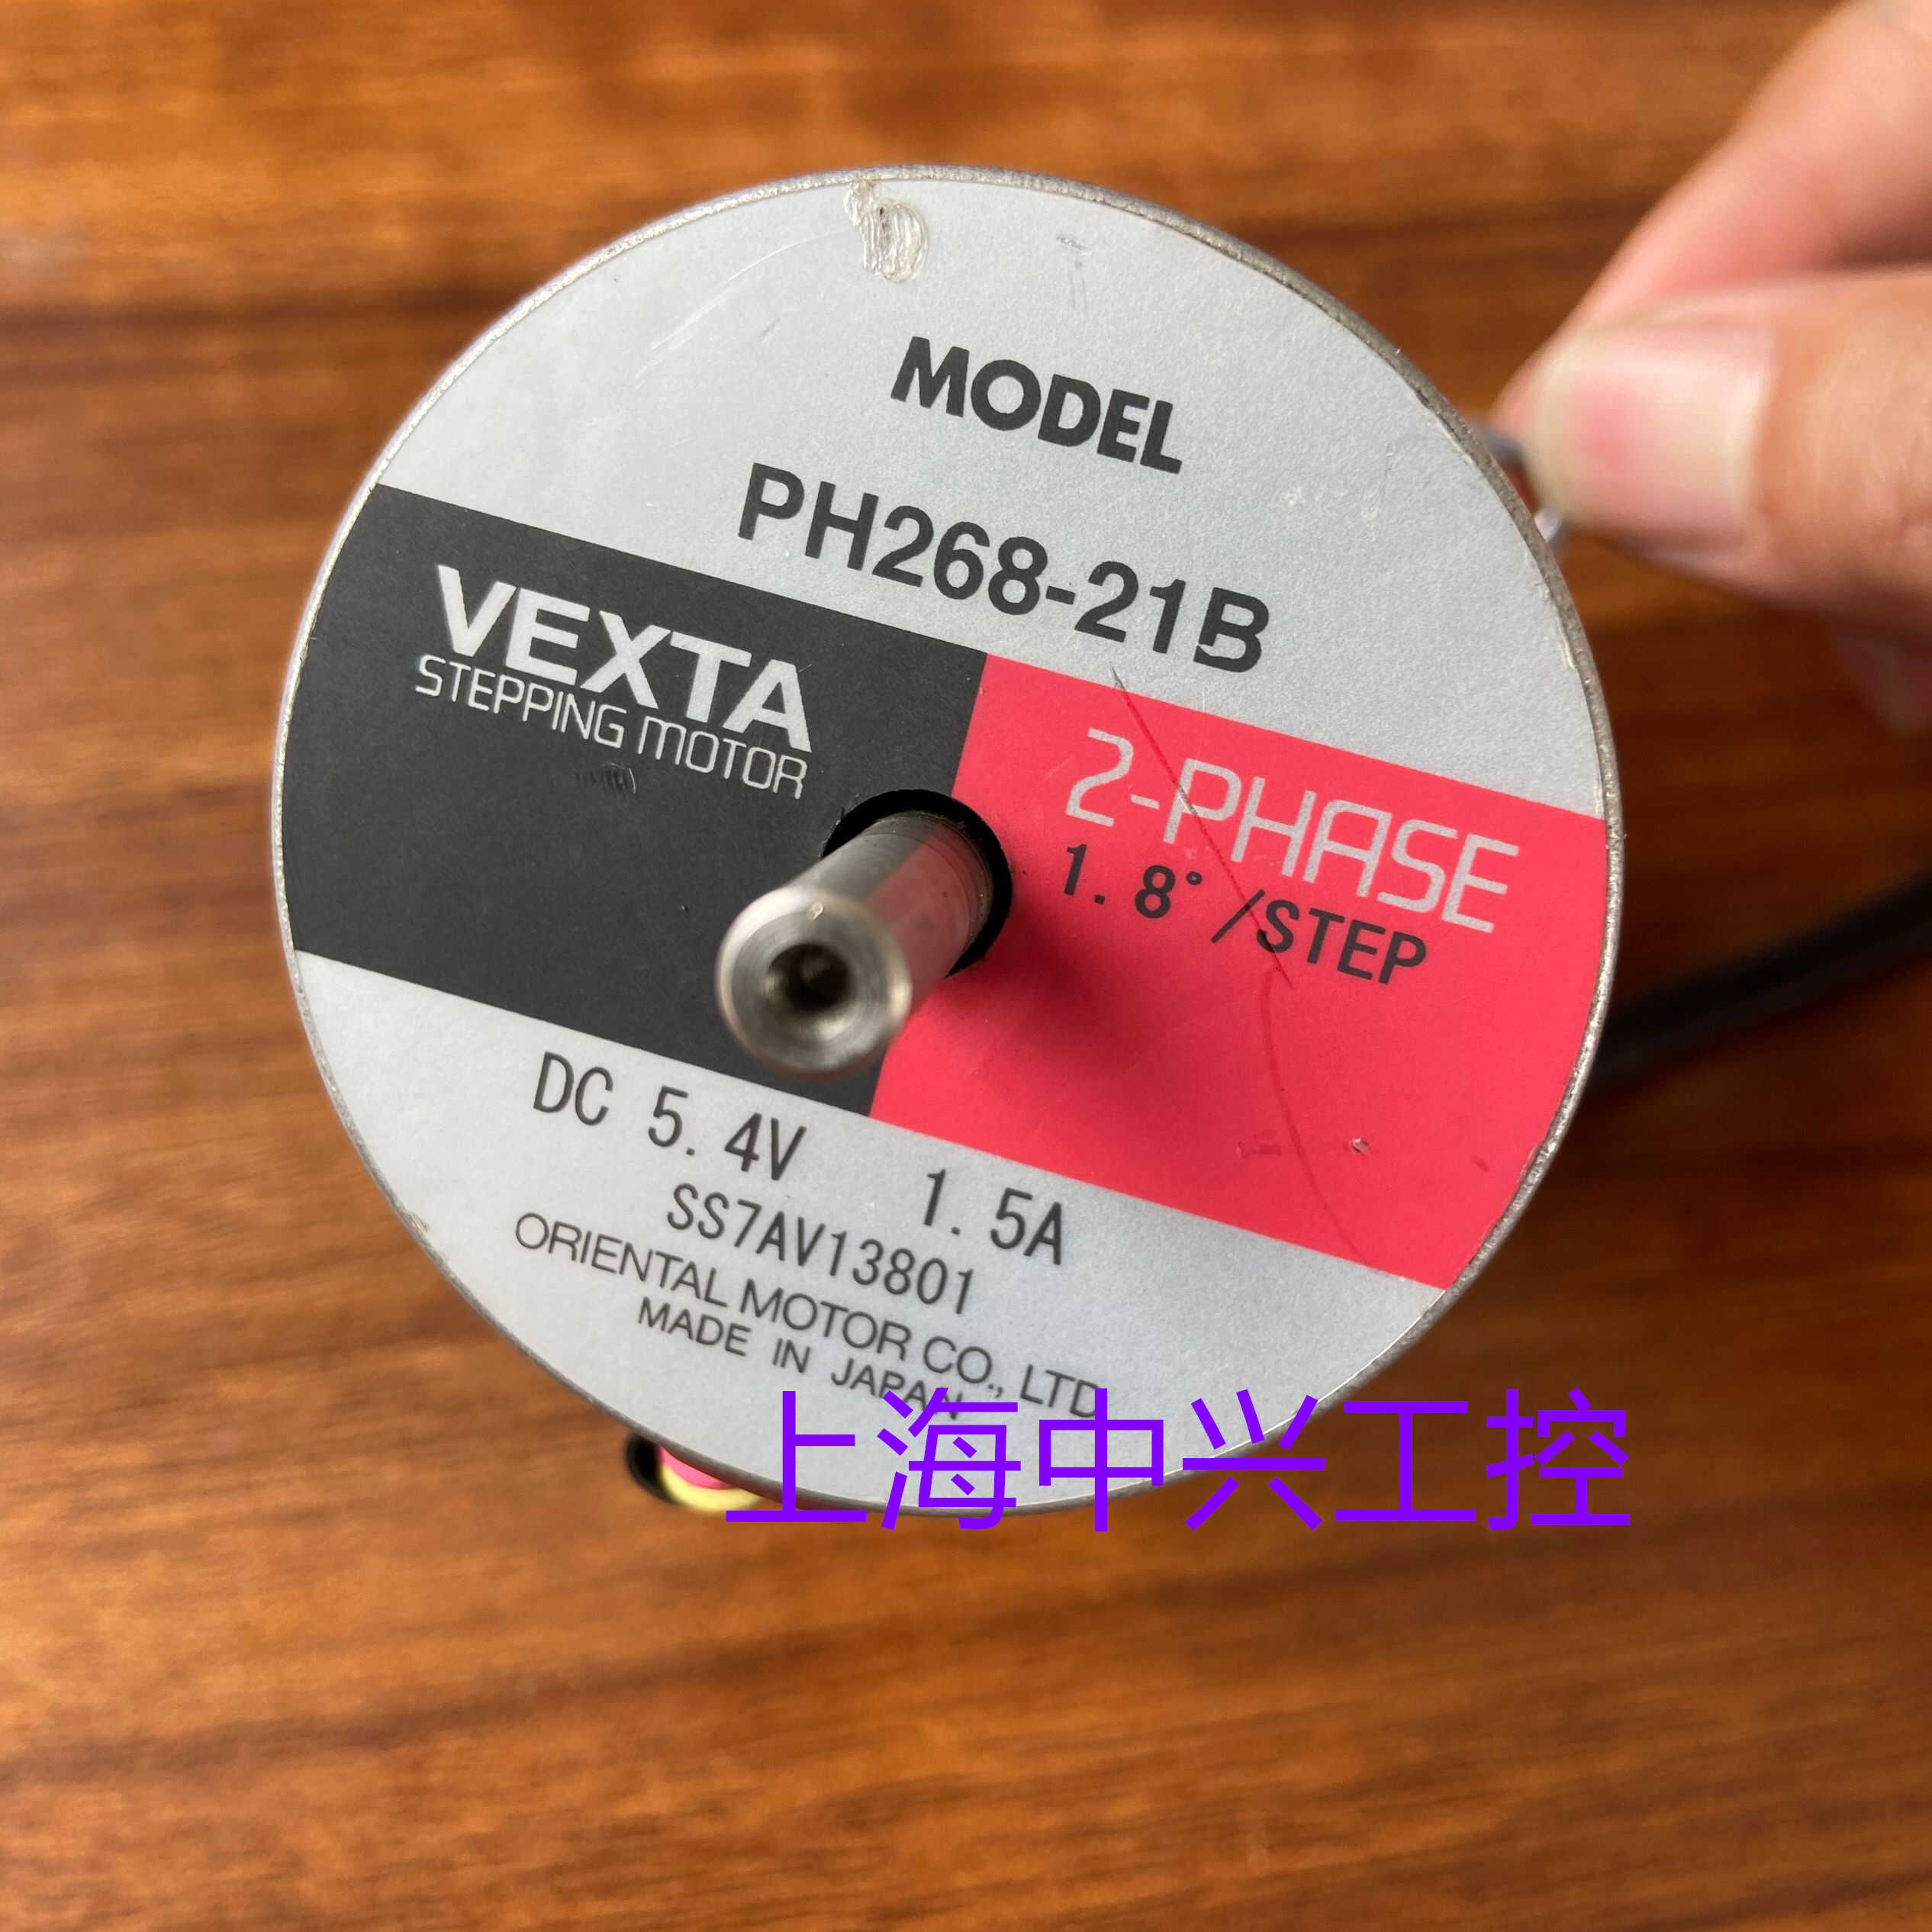 MODEL
PH268-21B
VEXTA
STEPPING MOTOR
2-PHASE
1.8°/STEP
DC 5.4V 1.5A
SS7AV13801
ORIENTAL MOTOR CO., LTD.
MADE IN JAPAN
上海中兴工控